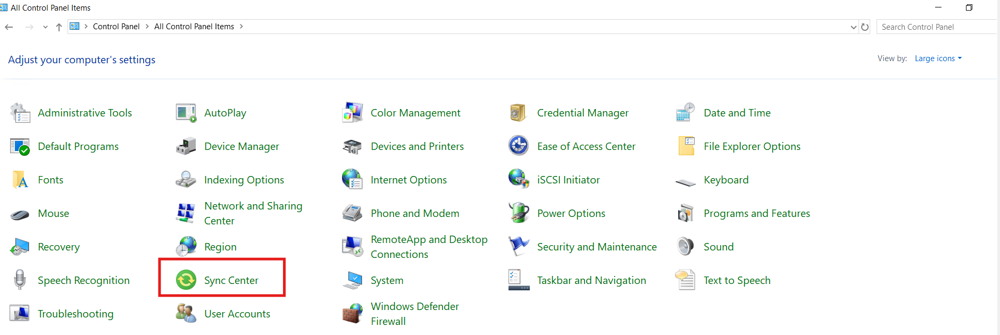 All Control Panel Items
Control Panel > All Control Panel Items >
Search Control Panel
Adjust your computer's settings
View by: Large icons
Administrative Tools
AutoPlay
Color Management
Credential Manager
Date and Time
Default Programs
Device Manager
Devices and Printers
Ease of Access Center
File Explorer Options
Fonts
Indexing Options
Internet Options
iSCSI Initiator
Keyboard
Mouse
Network and Sharing
Center
Phone and Modem
Power Options
Programs and Features
Recovery
Region
RemoteApp and Desktop
Connections
Security and Maintenance
Sound
Speech Recognition
Sync Center
System
Taskbar and Navigation
Text to Speech
Troubleshooting
User Accounts
Windows Defender
Firewall